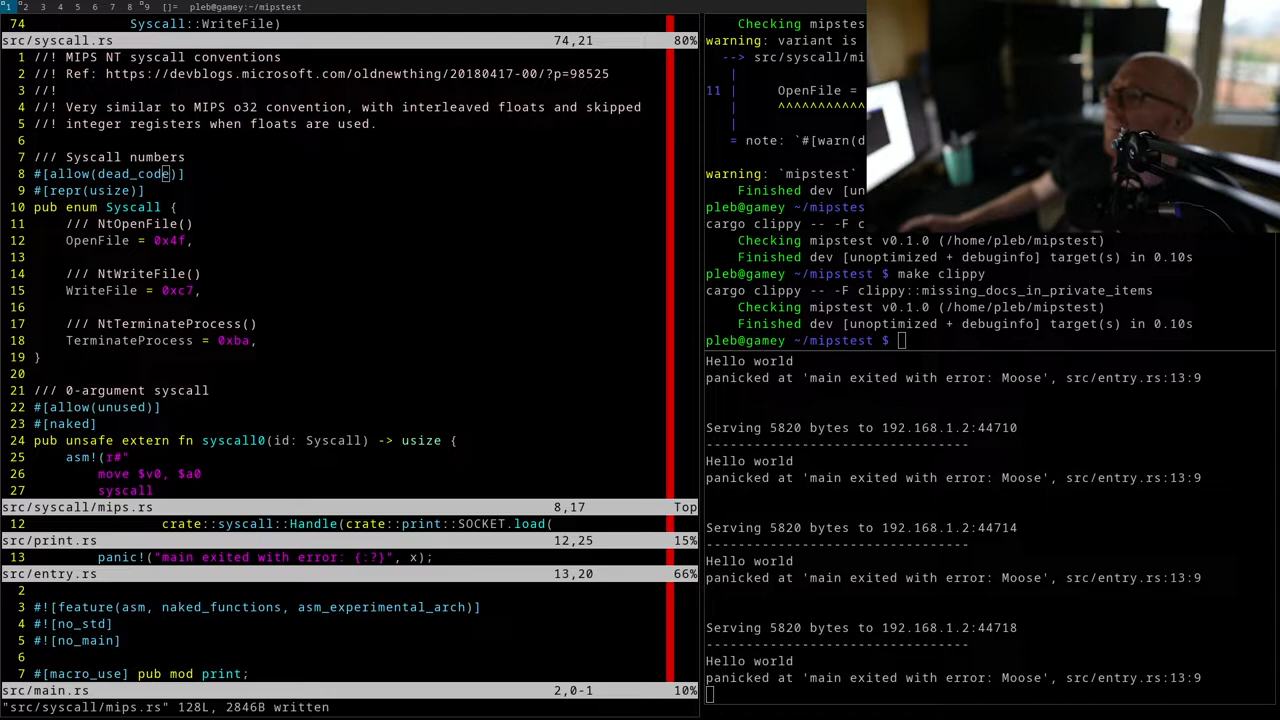 1 2 3 4 5 6 7 8 9 []= pleb@gamey:~/mipstest
74 Syscall::WriteFile)
src/syscall.rs 74,21 80%
1 //! MIPS NT syscall conventions
2 //! Ref: https://devblogs.microsoft.com/oldnewthing/20180417-00/?p=98525
3 //!
4 //! Very similar to MIPS o32 convention, with interleaved floats and skipped
5 //! integer registers when floats are used.
6
7 /// Syscall numbers
8 #[allow(dead_code)]
9 #[repr(usize)]
10 pub enum Syscall {
11 /// NtOpenFile()
12 OpenFile = 0x4f,
13
14 /// NtWriteFile()
15 WriteFile = 0xc7,
16
17 /// NtTerminateProcess()
18 TerminateProcess = 0xba,
19 }
20
21 /// 0-argument syscall
22 #[allow(unused)]
23 #[naked]
24 pub unsafe extern fn syscall0(id: Syscall) -> usize {
25 asm!(r#"
26 move $v0, $a0
27 syscall
src/syscall/mips.rs 8,17 Top
12 crate::syscall::Handle(crate::print::SOCKET.load(
src/print.rs 12,25 15%
13 panic!("main exited with error: {:?}", x);
src/entry.rs 13,20 66%
2
3 #![feature(asm, naked_functions, asm_experimental_arch)]
4 #![no_std]
5 #![no_main]
6
7 #[macro_use] pub mod print;
src/main.rs 2,0-1 10%
"src/syscall/mips.rs" 128L, 2846B written
Checking mipstes
warning: variant is
--> src/syscall/mi
|
11 | OpenFile =
| ^^^^^^^^^^^
|
= note: `#[warn(d
warning: `mipstest
Finished dev [un
pleb@gamey ~/mipstes
cargo clippy -- -F c
Checking mipstest v0.1.0 (/home/pleb/mipstest)
Finished dev [unoptimized + debuginfo] target(s) in 0.10s
pleb@gamey ~/mipstest $ make clippy
cargo clippy -- -F clippy::missing_docs_in_private_items
Checking mipstest v0.1.0 (/home/pleb/mipstest)
Finished dev [unoptimized + debuginfo] target(s) in 0.10s
pleb@gamey ~/mipstest $
Hello world
panicked at 'main exited with error: Moose', src/entry.rs:13:9
Serving 5820 bytes to 192.168.1.2:44710
---------------------------------
Hello world
panicked at 'main exited with error: Moose', src/entry.rs:13:9
Serving 5820 bytes to 192.168.1.2:44714
---------------------------------
Hello world
panicked at 'main exited with error: Moose', src/entry.rs:13:9
Serving 5820 bytes to 192.168.1.2:44718
---------------------------------
Hello world
panicked at 'main exited with error: Moose', src/entry.rs:13:9